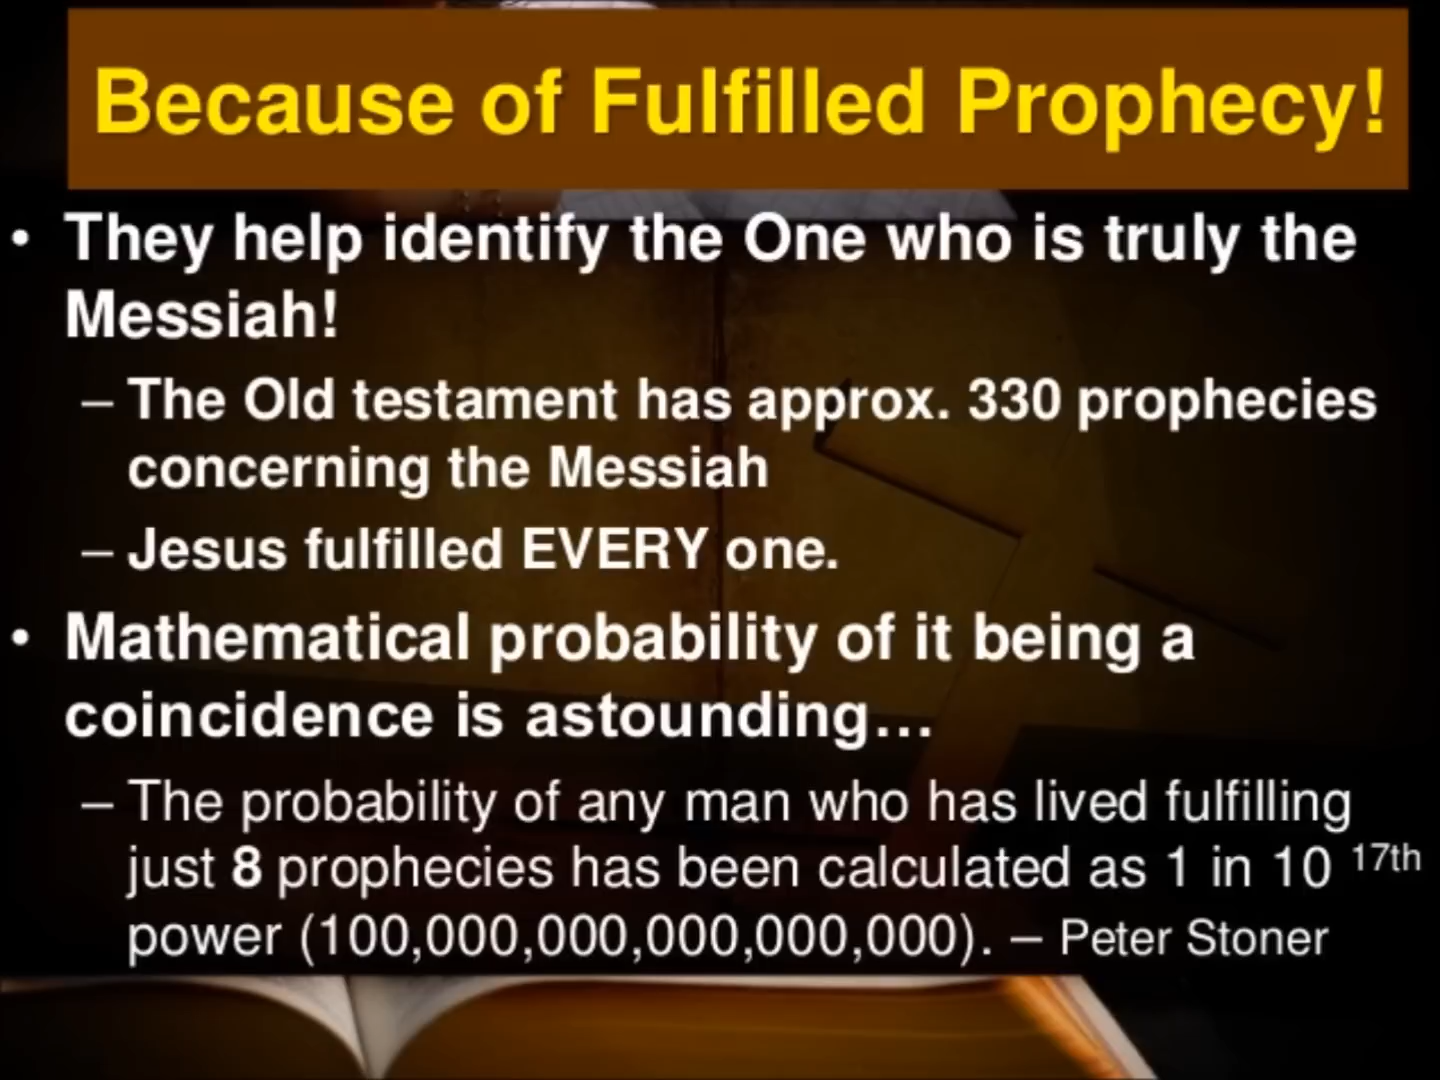 Because of Fulfilled Prophecy!
• They help identify the One who is truly the
Messiah!
– The Old testament has approx. 330 prophecies
concerning the Messiah
– Jesus fulfilled EVERY one.
• Mathematical probability of it being a
coincidence is astounding…
– The probability of any man who has lived fulfilling
just 8 prophecies has been calculated as 1 in 10 17th
power (100,000,000,000,000,000). – Peter Stoner